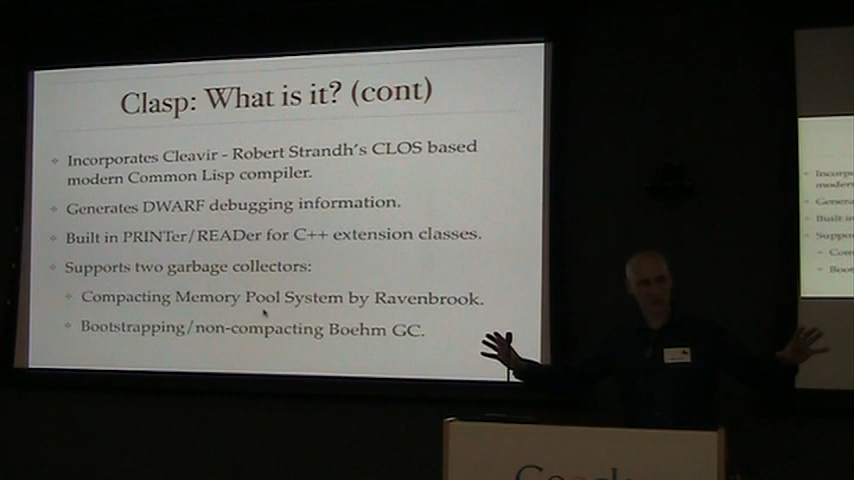 Clasp: What is it? (cont)
Incorporates Cleavir - Robert Strandh's CLOS based
modern Common Lisp compiler.
Generates DWARF debugging information.
Built in PRINTer/READer for C++ extension classes.
Supports two garbage collectors:
Compacting Memory Pool System by Ravenbrook.
Bootstrapping/non-compacting Boehm GC.